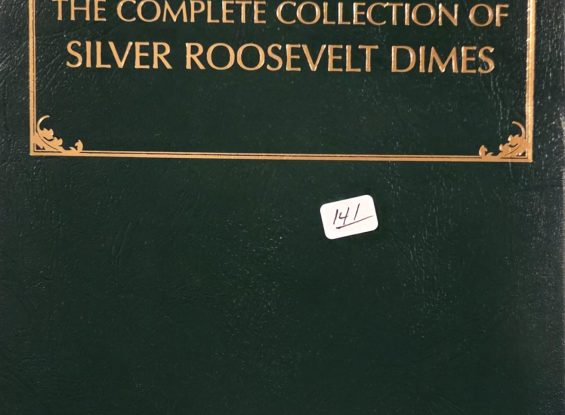 THE COMPLETE COLLECTION OF
SILVER ROOSEVELT DIMES
141